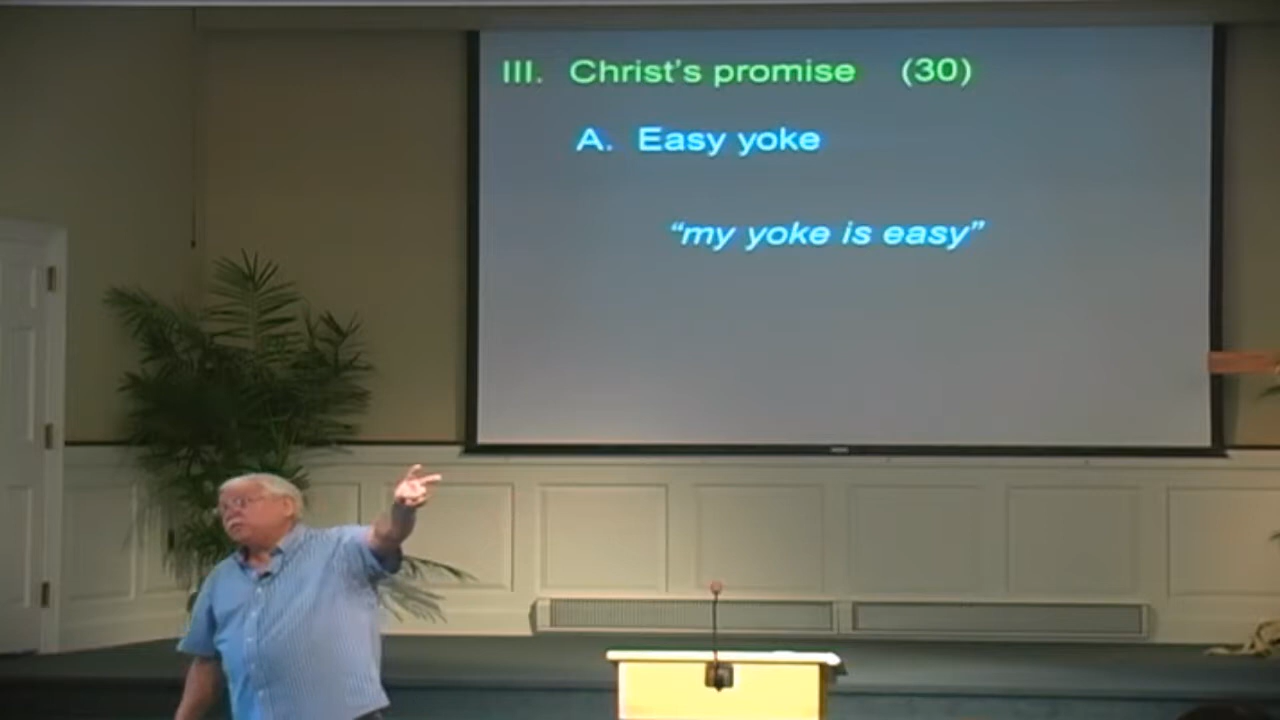 III. Christ's promise (30)
A. Easy yoke
“my yoke is easy”